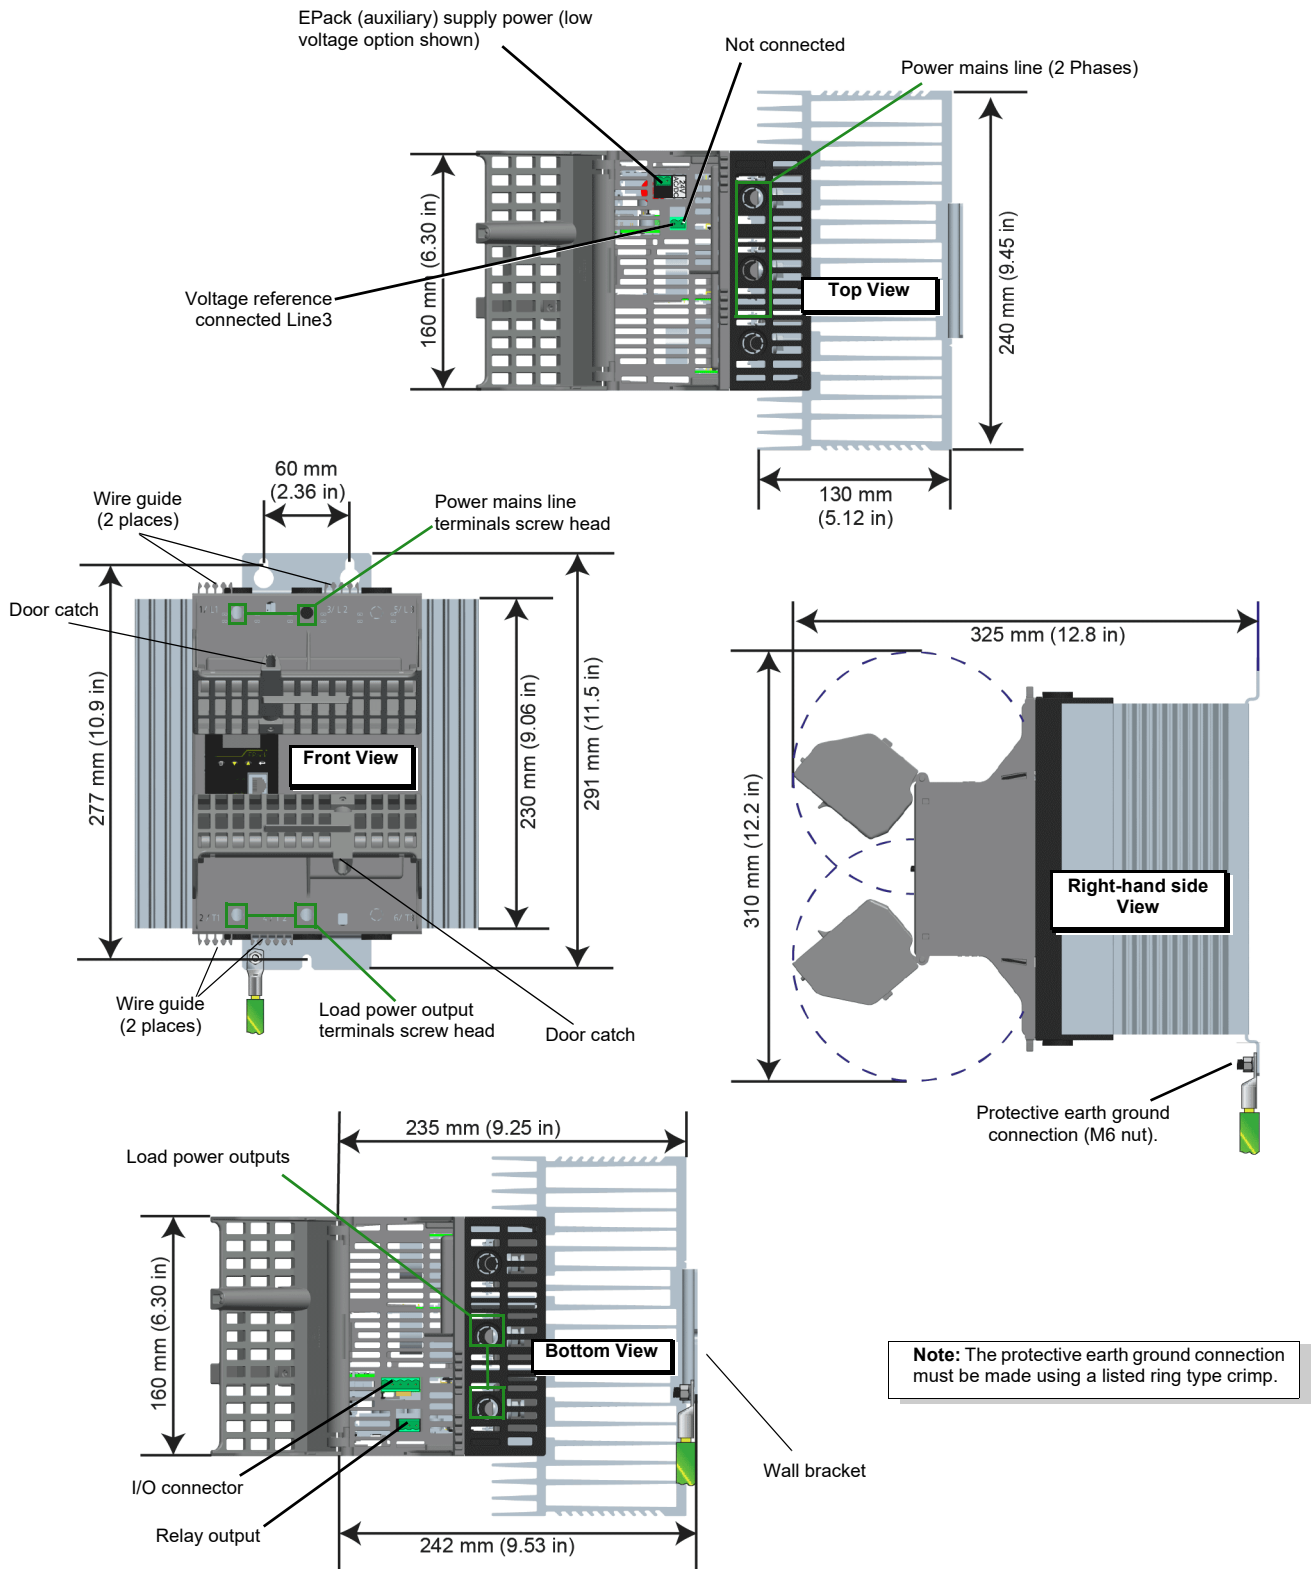 EPack (auxiliary) supply power (low
voltage option shown)
Not connected
Power mains line (2 Phases)
160 mm (6.30 in)
240 mm (9.45 in)
Top View
Voltage reference
connected Line3
130 mm
(5.12 in)
60 mm
(2.36 in)
Wire guide
(2 places)
Power mains line
terminals screw head
Door catch
1/ L1
3/ L2
277 mm (10.9 in)
230 mm (9.06 in)
291 mm (11.5 in)
Front View
2/ T1
Wire guide
(2 places)
Load power output
terminals screw head
Door catch
325 mm (12.8 in)
310 mm (12.2 in)
Right-hand side
View
Protective earth ground
connection (M6 nut).
235 mm (9.25 in)
Load power outputs
160 mm (6.30 in)
Bottom View
Note: The protective earth ground connection
must be made using a listed ring type crimp.
Wall bracket
I/O connector
Relay output
242 mm (9.53 in)